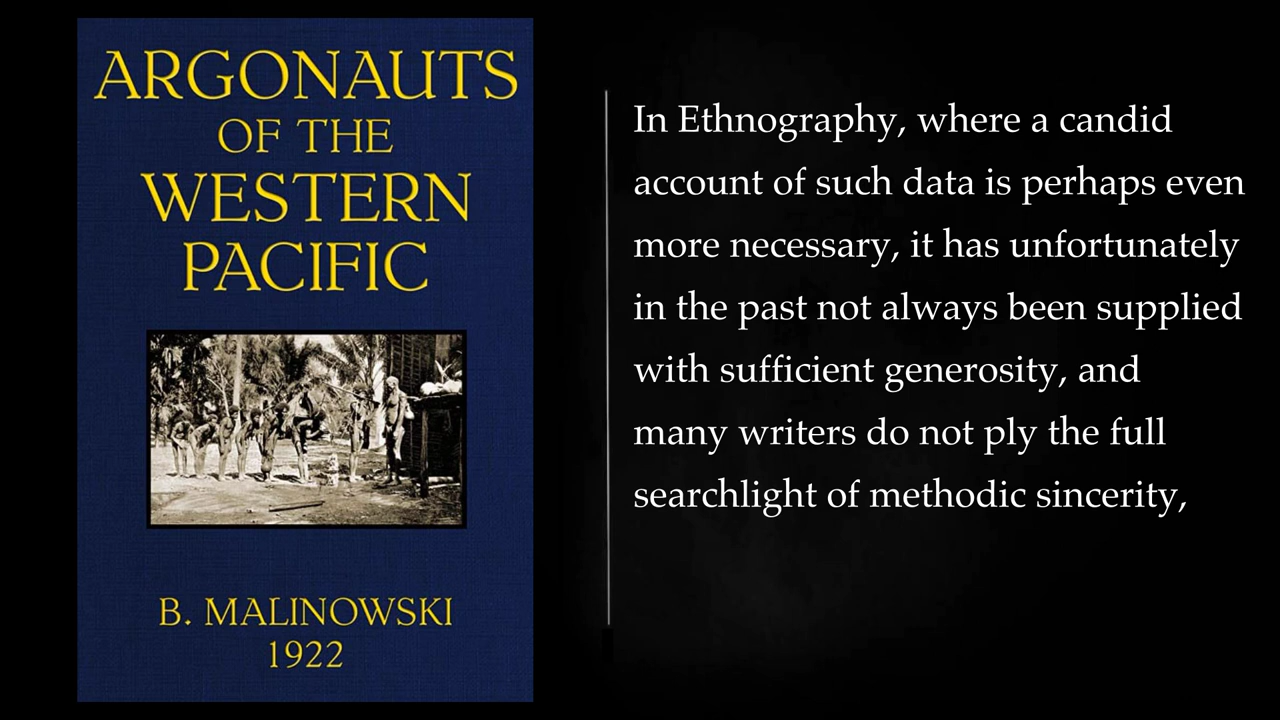 ARGONAUTS
OF THE
WESTERN
PACIFIC
B. MALINOWSKI
1922
In Ethnography, where a candid
account of such data is perhaps even
more necessary, it has unfortunately
in the past not always been supplied
with sufficient generosity, and
many writers do not ply the full
searchlight of methodic sincerity,